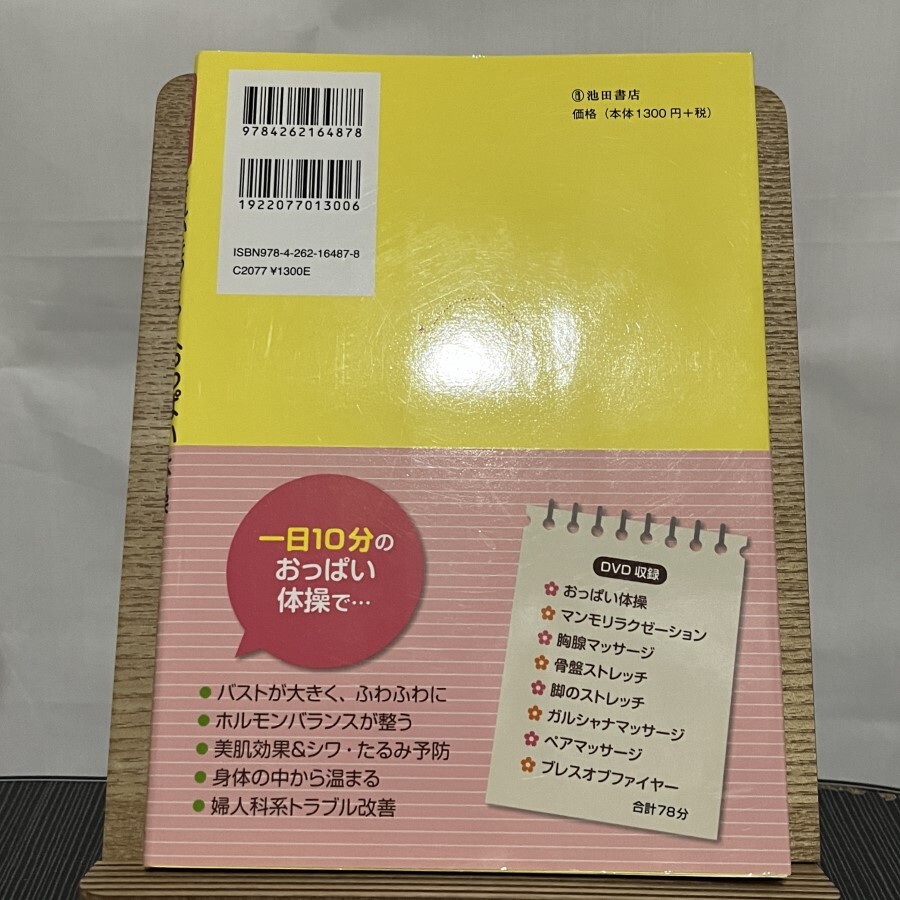 9784262164878
1922077013006
ISBN978-4-262-16487-8
C2077 ¥1300E
池田書店
価格（本体1300円＋税）
一日10分の
おっぱい
体操で…
バストが大きく、ふわふわに
ホルモンバランスが整う
美肌効果&シワ・たるみ予防
身体の中から温まる
婦人科系トラブル改善
DVD 収録
おっぱい体操
マンモリラクゼーション
胸腺マッサージ
骨盤ストレッチ
脚のストレッチ
ガルシャナマッサージ
ペアマッサージ
ブレスオブファイヤー
合計78分